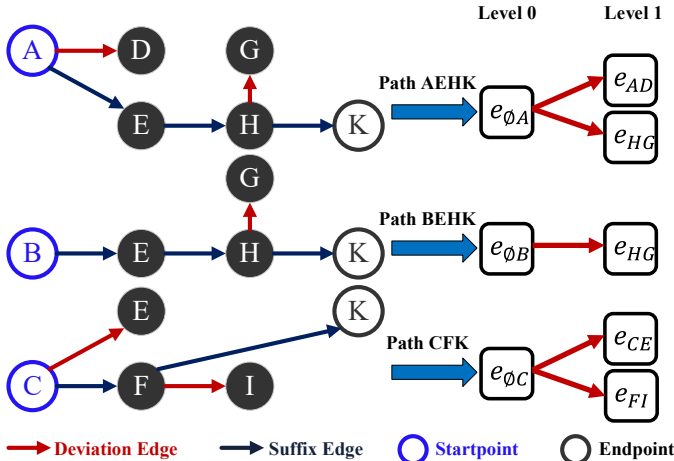 Level 0 Level 1
A D G
Path AEHK
e∅A
eAD
eHG
E H K
G
Path BEHK
B E H K
e∅B eHG
E K
Path CFK
C F I
e∅C
eCE
eFI
Deviation Edge Suffix Edge Startpoint Endpoint